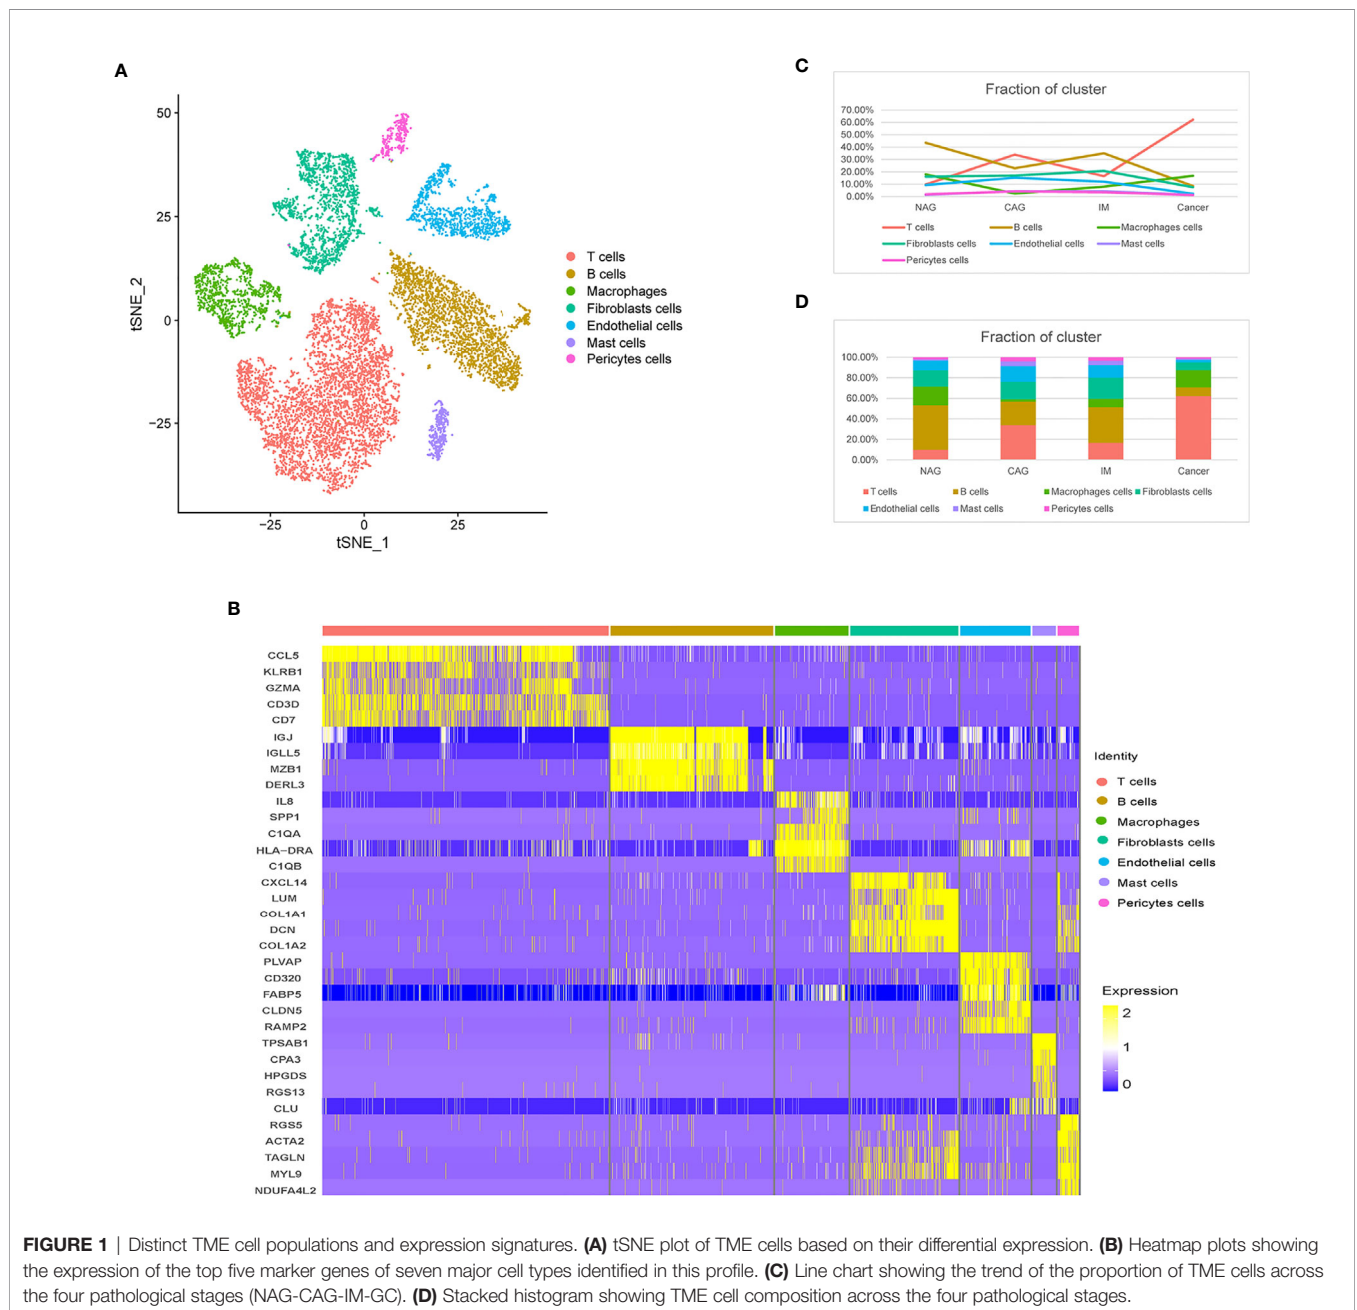 A
50
25
0
−25
tSNE_2
−25
0
25
tSNE_1
T cells
B cells
Macrophages
Fibroblasts cells
Endothelial cells
Mast cells
Pericytes cells
C
Fraction of cluster
70.00%
60.00%
50.00%
40.00%
30.00%
20.00%
10.00%
0.00%
NAG CAG IM Cancer
T cells B cells Macrophages cells
Fibroblasts cells Endothelial cells Mast cells
Pericytes cells
D
Fraction of cluster
100.00%
80.00%
60.00%
40.00%
20.00%
0.00%
NAG CAG IM Cancer
T cells B cells Macrophages cells Fibroblasts cells
Endothelial cells Mast cells Pericytes cells
B
CCL5
KLRB1
GZMA
CD3D
CD7
IGJ
IGLL5
MZB1
DERL3
IL8
SPP1
C1QA
HLA−DRA
C1QB
CXCL14
LUM
COL1A1
DCN
COL1A2
PLVAP
CD320
FABP5
CLDN5
RAMP2
TPSAB1
CPA3
HPGDS
RGS13
CLU
RGS5
ACTA2
TAGLN
MYL9
NDUFA4L2
Identity
T cells
B cells
Macrophages
Fibroblasts cells
Endothelial cells
Mast cells
Pericytes cells
Expression
2
1
0
FIGURE 1 | Distinct TME cell populations and expression signatures. (A) tSNE plot of TME cells based on their differential expression. (B) Heatmap plots showing
the expression of the top five marker genes of seven major cell types identified in this profile. (C) Line chart showing the trend of the proportion of TME cells across
the four pathological stages (NAG-CAG-IM-GC). (D) Stacked histogram showing TME cell composition across the four pathological stages.